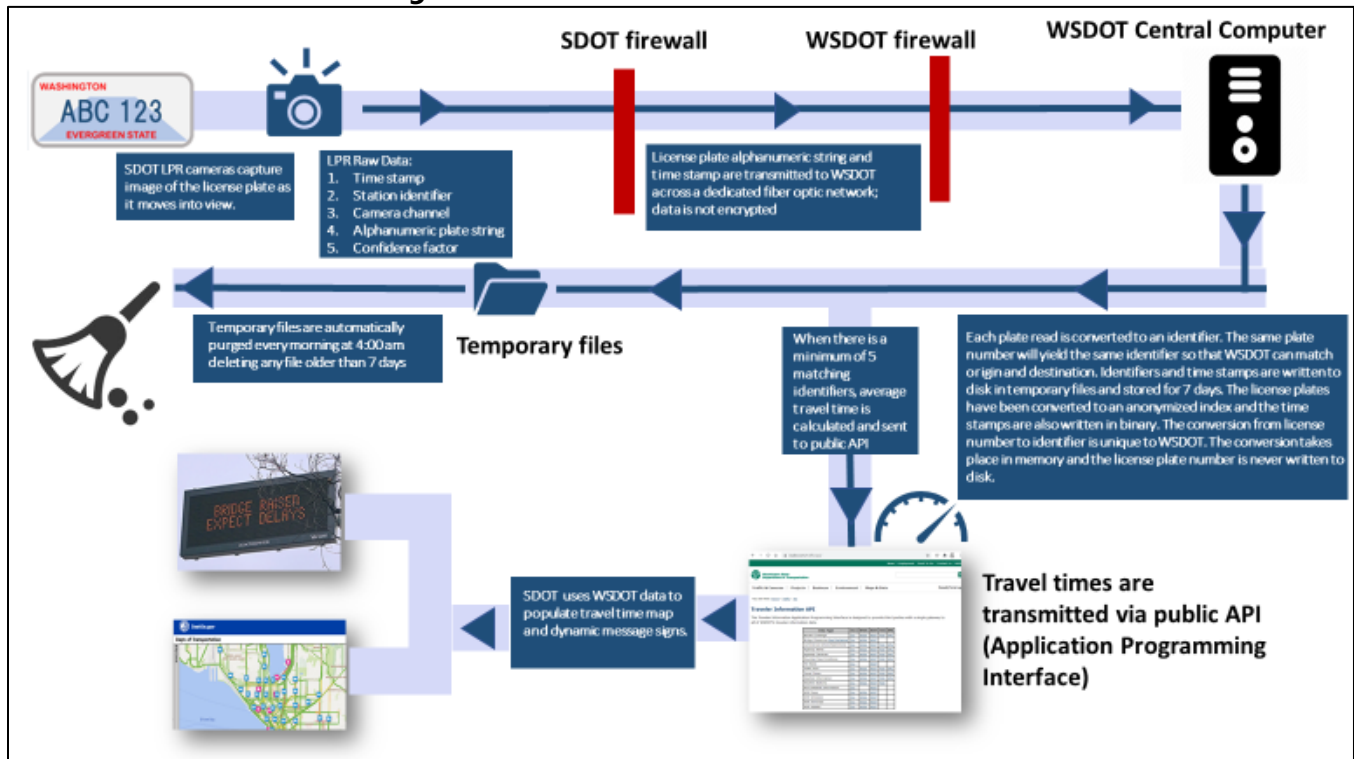 SDOT firewall
WSDOT firewall
WSDOT Central Computer
WASHINGTON
ABC 123
EVERGREEN STATE
SDOT LPR cameras capture
image of the license plate as
it moves into view.
LPR Raw Data:
1. Time stamp
2. Station identifier
3. Camera channel
4. Alphanumeric plate string
5. Confidence factor
License plate alphanumeric string and
time stamp are transmitted to WSDOT
across a dedicated fiber optic network;
data is not encrypted
Temporary files are automatically
purged every morning at 4:00 am
deleting any file older than 7 days
Temporary files
When there is a
minimum of 5
matching
identifiers, average
travel time is
calculated and sent
to public API
Each plate read is converted to an identifier. The same plate
number will yield the same identifier so that WSDOT can match
origin and destination. Identifiers and time stamps are written to
disk in temporary files and stored for 7 days. The license plates
have been converted to an anonymized index and the time
stamps are also written in binary. The conversion from license
number to identifier is unique to WSDOT. The conversion takes
place in memory and the license plate number is never written to
disk.
BRIDGE RAISED
EXPECT DELAYS
SDOT uses WSDOT data to
populate travel time map
and dynamic message signs.
Traveler Information API
Travel times are
transmitted via public API
(Application Programming
Interface)